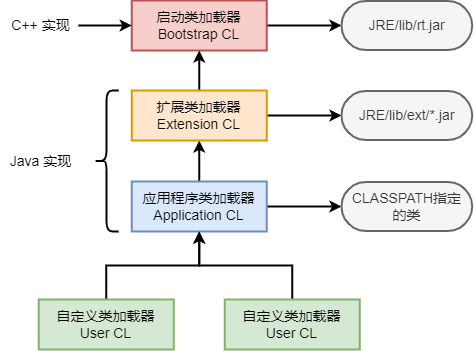 C++ 实现
启动类加载器
Bootstrap CL
JRE/lib/rt.jar
扩展类加载器
Extension CL
JRE/lib/ext/*.jar
Java 实现
应用程序类加载器
Application CL
CLASSPATH指定
的类
自定义类加载器
User CL
自定义类加载器
User CL